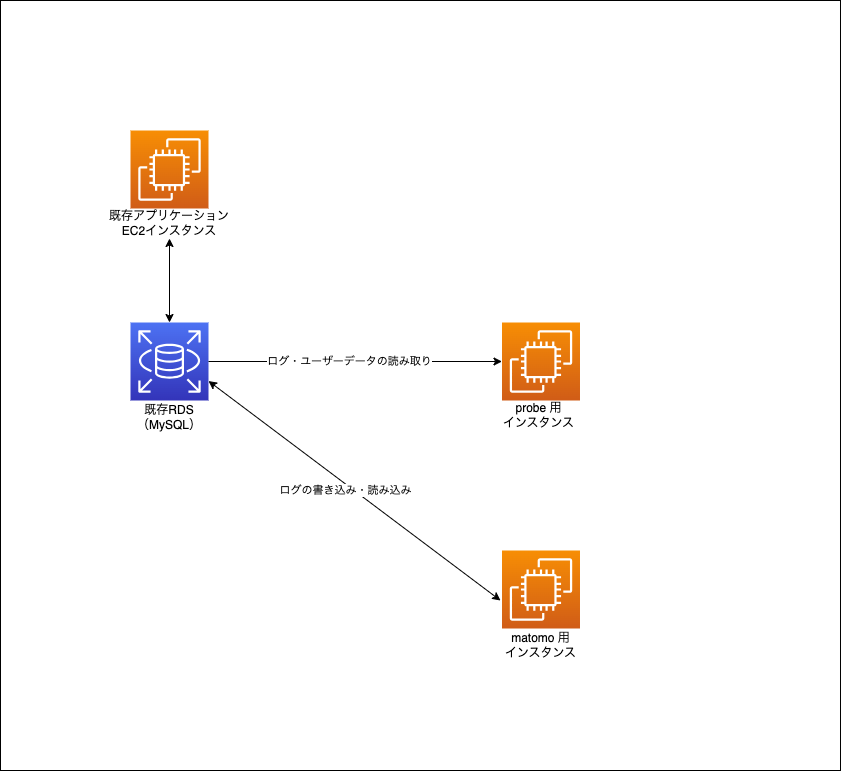 既存アプリケーション
EC2インスタンス
ログ・ユーザーデータの読み取り
既存RDS
（MySQL）
probe 用
インスタンス
ログの書き込み・読み込み
matomo 用
インスタンス